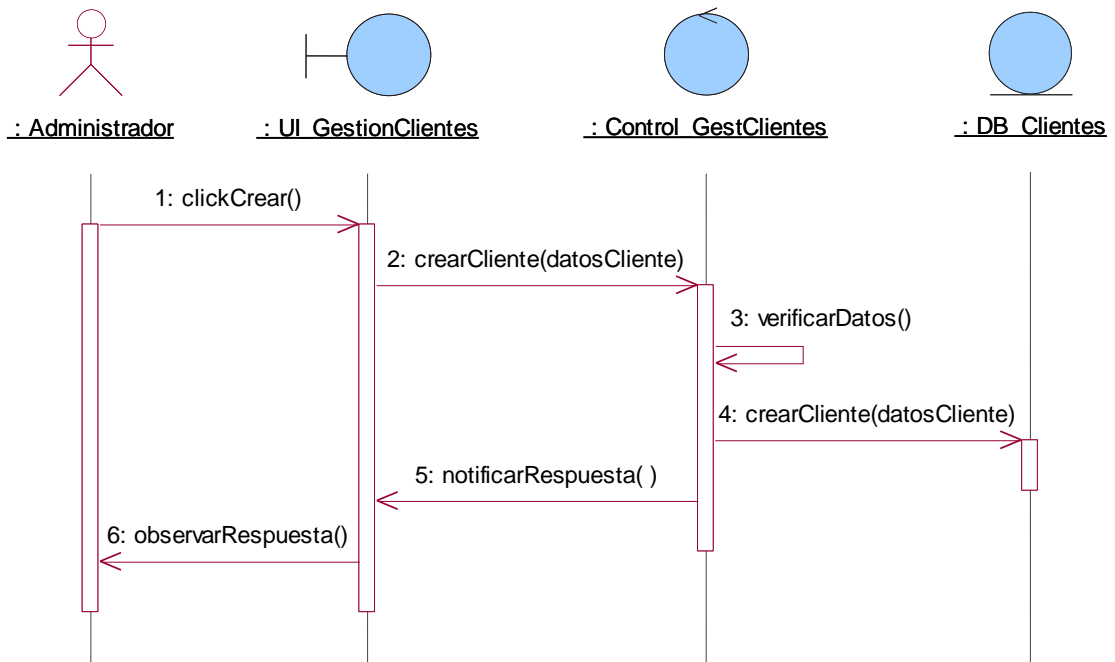 : Administrador
: UI_GestionClientes
: Control_GestClientes
: DB_Clientes
1: clickCrear()
2: crearCliente(datosCliente)
3: verificarDatos()
4: crearCliente(datosCliente)
5: notificarRespuesta( )
6: observarRespuesta()